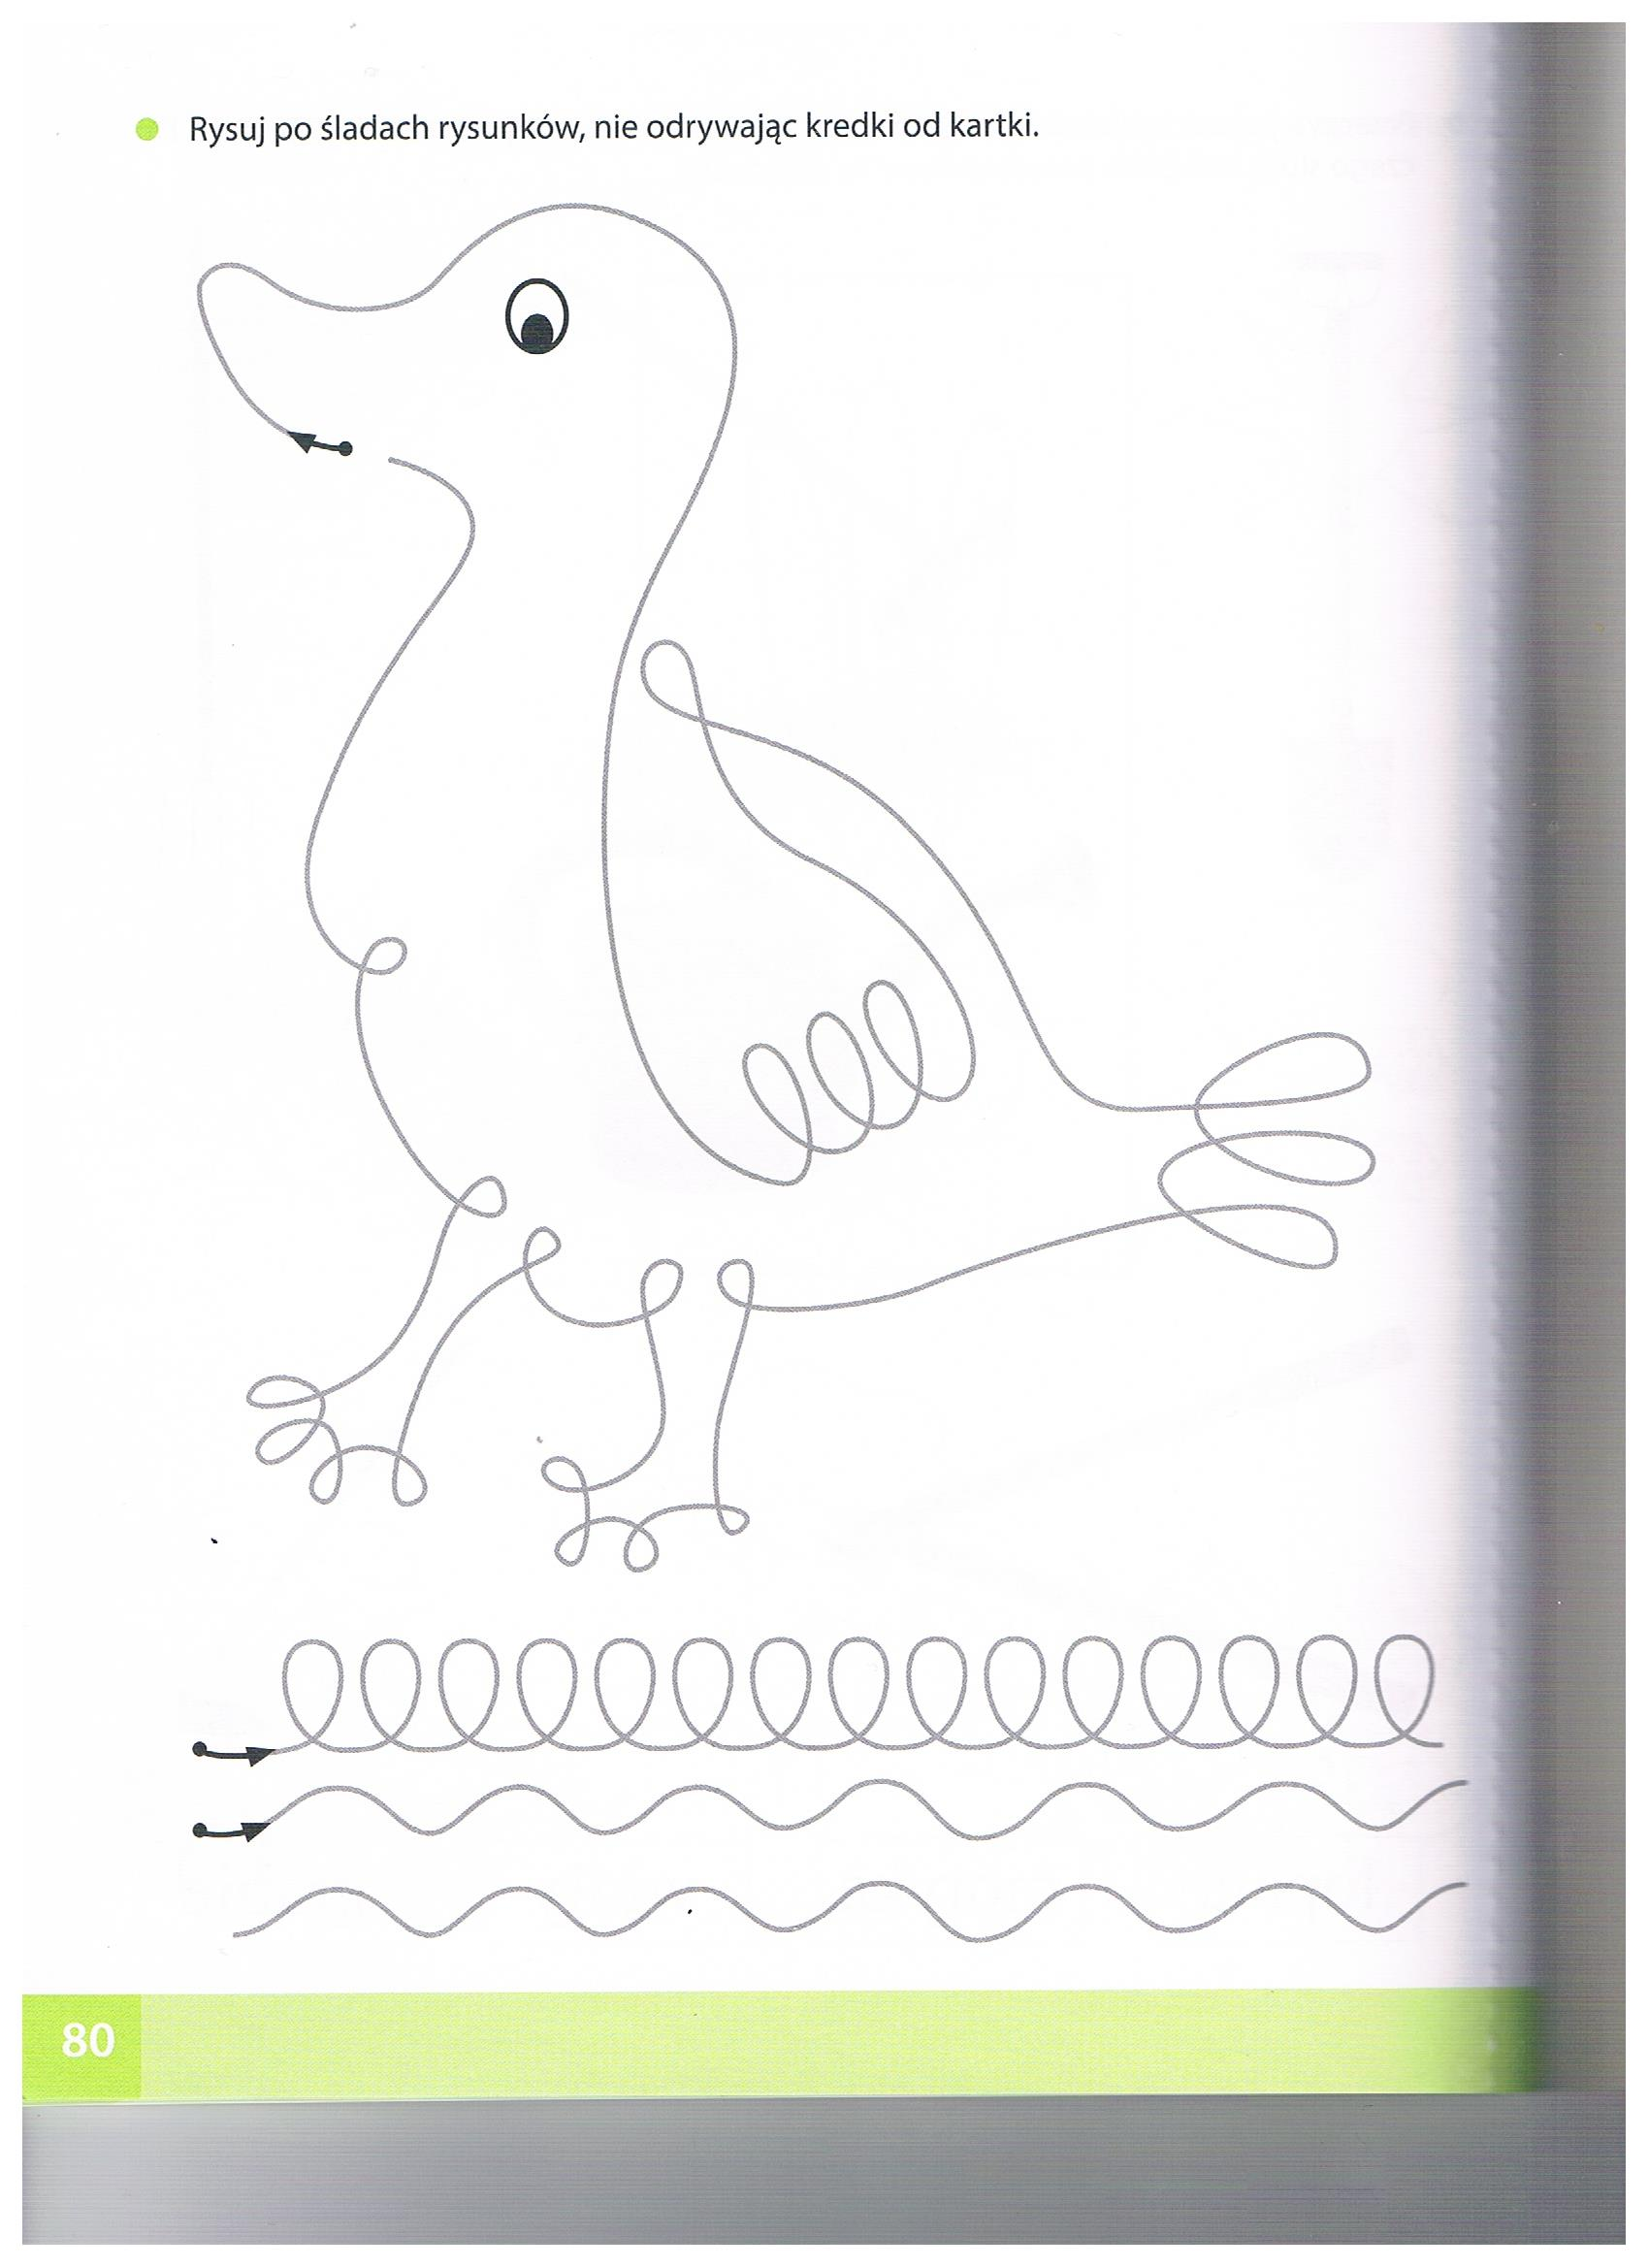 Rysuj po śladach rysunków, nie odrywając kredki od kartki.
80